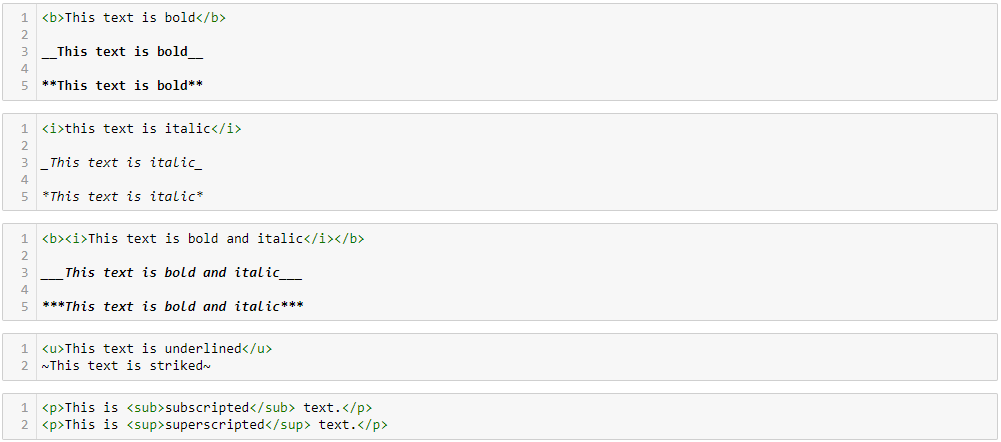 1 <b>This text is bold</b>
2
3 __This text is bold__
4
5 **This text is bold**
1 <i>this text is italic</i>
2
3 _This text is italic_
4
5 *This text is italic*
1 <b><i>This text is bold and italic</i></b>
2
3 ___This text is bold and italic___
4
5 ***This text is bold and italic***
1 <u>This text is underlined</u>
2 ~This text is striked~
1 <p>This is <sub>subscripted</sub> text.</p>
2 <p>This is <sup>superscripted</sup> text.</p>